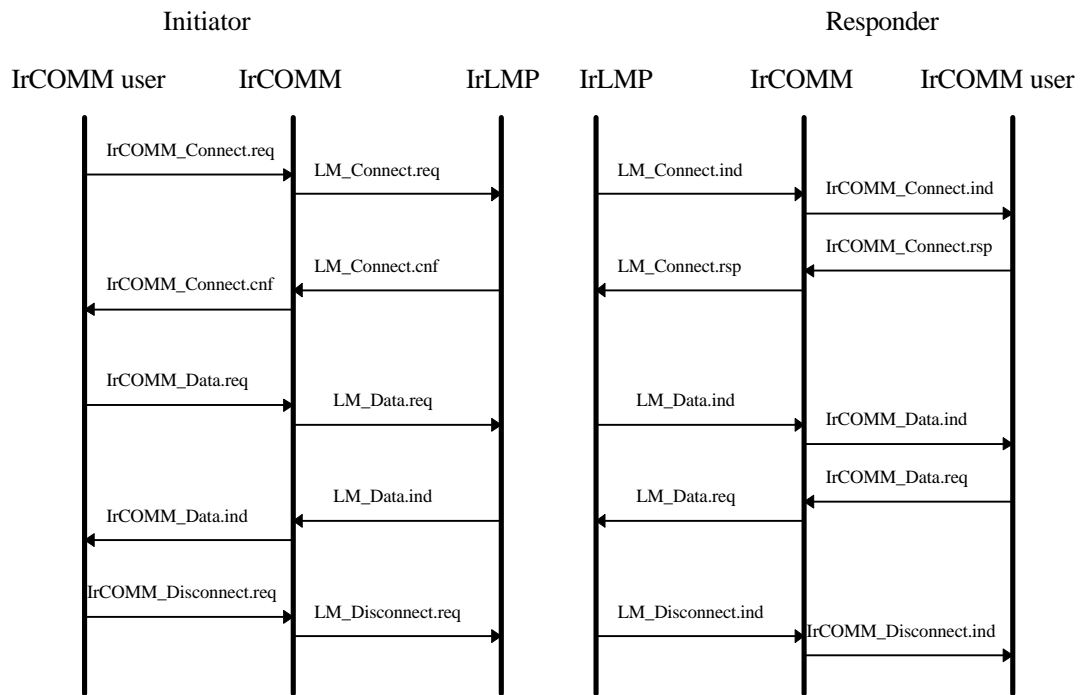 Initiator
Responder
IrCOMM user
IrCOMM
IrLMP
IrLMP
IrCOMM
IrCOMM user
IrCOMM_Connect.req
LM_Connect.req
LM_Connect.ind
IrCOMM_Connect.ind
IrCOMM_Connect.rsp
LM_Connect.rsp
LM_Connect.cnf
IrCOMM_Connect.cnf
IrCOMM_Data.req
LM_Data.req
LM_Data.ind
IrCOMM_Data.ind
IrCOMM_Data.req
LM_Data.req
LM_Data.ind
IrCOMM_Data.ind
IrCOMM_Disconnect.req
LM_Disconnect.req
LM_Disconnect.ind
IrCOMM_Disconnect.ind